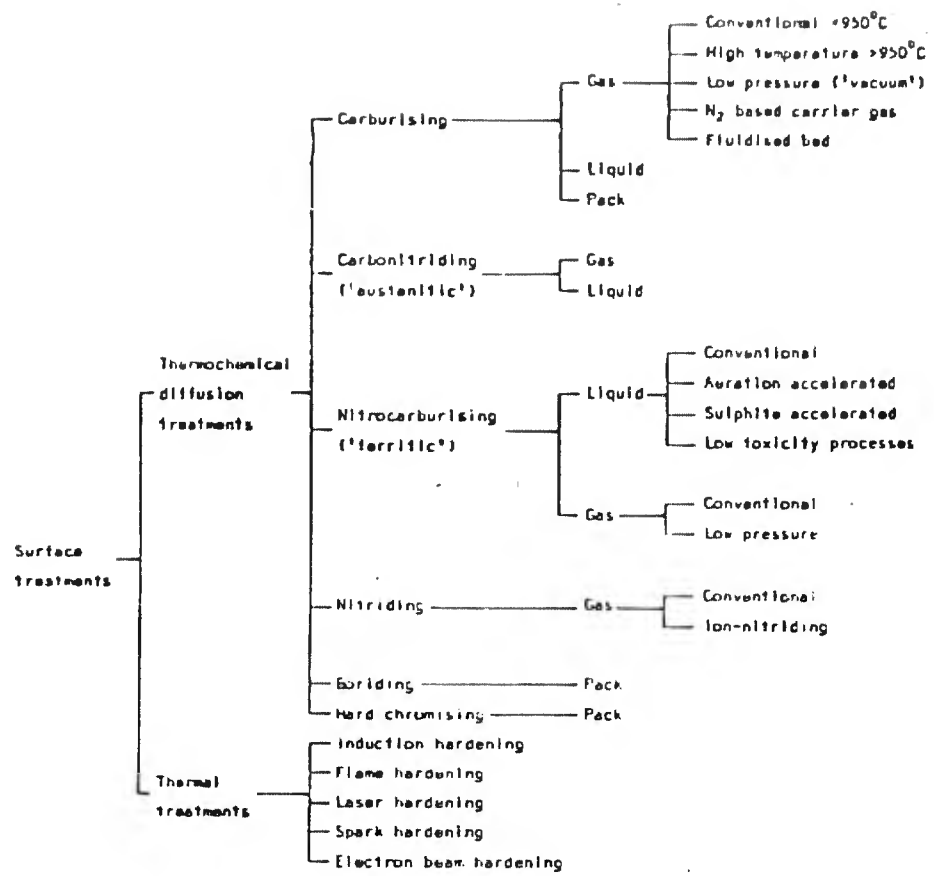 Surface
treatments
Thermochemical
diffusion
treatments
Carburising
Gas
Conventional <950°C
High temperature >950°C
Low pressure ('vacuum')
N₂ based carrier gas
Fluidised bed
Liquid
Pack
Carbonitriding
('austenitic')
Gas
Liquid
Nitrocarburising
('ferritic')
Liquid
Conventional
Aeration accelerated
Sulphite accelerated
Low toxicity processes
Gas
Conventional
Low pressure
Nitriding
Gas
Conventional
Ion-nitriding
Boriding
Pack
Hard chromising
Pack
Thermal
treatments
Induction hardening
Flame hardening
Laser hardening
Spark hardening
Electron beam hardening